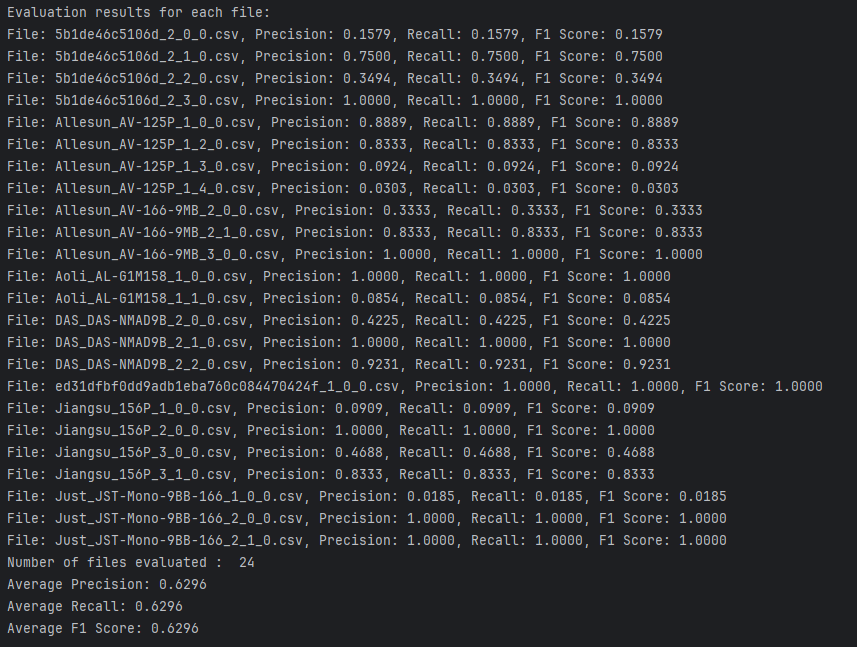 Evaluation results for each file:
File: 5b1de46c5106d_2_0_0.csv, Precision: 0.1579, Recall: 0.1579, F1 Score: 0.1579
File: 5b1de46c5106d_2_1_0.csv, Precision: 0.7500, Recall: 0.7500, F1 Score: 0.7500
File: 5b1de46c5106d_2_2_0.csv, Precision: 0.3494, Recall: 0.3494, F1 Score: 0.3494
File: 5b1de46c5106d_2_3_0.csv, Precision: 1.0000, Recall: 1.0000, F1 Score: 1.0000
File: Allesun_AV-125P_1_0_0.csv, Precision: 0.8889, Recall: 0.8889, F1 Score: 0.8889
File: Allesun_AV-125P_1_2_0.csv, Precision: 0.8333, Recall: 0.8333, F1 Score: 0.8333
File: Allesun_AV-125P_1_3_0.csv, Precision: 0.0924, Recall: 0.0924, F1 Score: 0.0924
File: Allesun_AV-125P_1_4_0.csv, Precision: 0.0303, Recall: 0.0303, F1 Score: 0.0303
File: Allesun_AV-166-9MB_2_0_0.csv, Precision: 0.3333, Recall: 0.3333, F1 Score: 0.3333
File: Allesun_AV-166-9MB_2_1_0.csv, Precision: 0.8333, Recall: 0.8333, F1 Score: 0.8333
File: Allesun_AV-166-9MB_3_0_0.csv, Precision: 1.0000, Recall: 1.0000, F1 Score: 1.0000
File: Aoli_AL-G1M158_1_0_0.csv, Precision: 1.0000, Recall: 1.0000, F1 Score: 1.0000
File: Aoli_AL-G1M158_1_1_0.csv, Precision: 0.0854, Recall: 0.0854, F1 Score: 0.0854
File: DAS_DAS-NMAD9B_2_0_0.csv, Precision: 0.4225, Recall: 0.4225, F1 Score: 0.4225
File: DAS_DAS-NMAD9B_2_1_0.csv, Precision: 1.0000, Recall: 1.0000, F1 Score: 1.0000
File: DAS_DAS-NMAD9B_2_2_0.csv, Precision: 0.9231, Recall: 0.9231, F1 Score: 0.9231
File: ed31dfbf0dd9adb1eba760c084470424f_1_0_0.csv, Precision: 1.0000, Recall: 1.0000, F1 Score: 1.0000
File: Jiangsu_156P_1_0_0.csv, Precision: 0.0909, Recall: 0.0909, F1 Score: 0.0909
File: Jiangsu_156P_2_0_0.csv, Precision: 1.0000, Recall: 1.0000, F1 Score: 1.0000
File: Jiangsu_156P_3_0_0.csv, Precision: 0.4688, Recall: 0.4688, F1 Score: 0.4688
File: Jiangsu_156P_3_1_0.csv, Precision: 0.8333, Recall: 0.8333, F1 Score: 0.8333
File: Just_JST-Mono-9BB-166_1_0_0.csv, Precision: 0.0185, Recall: 0.0185, F1 Score: 0.0185
File: Just_JST-Mono-9BB-166_2_0_0.csv, Precision: 1.0000, Recall: 1.0000, F1 Score: 1.0000
File: Just_JST-Mono-9BB-166_2_1_0.csv, Precision: 1.0000, Recall: 1.0000, F1 Score: 1.0000
Number of files evaluated :  24
Average Precision: 0.6296
Average Recall: 0.6296
Average F1 Score: 0.6296